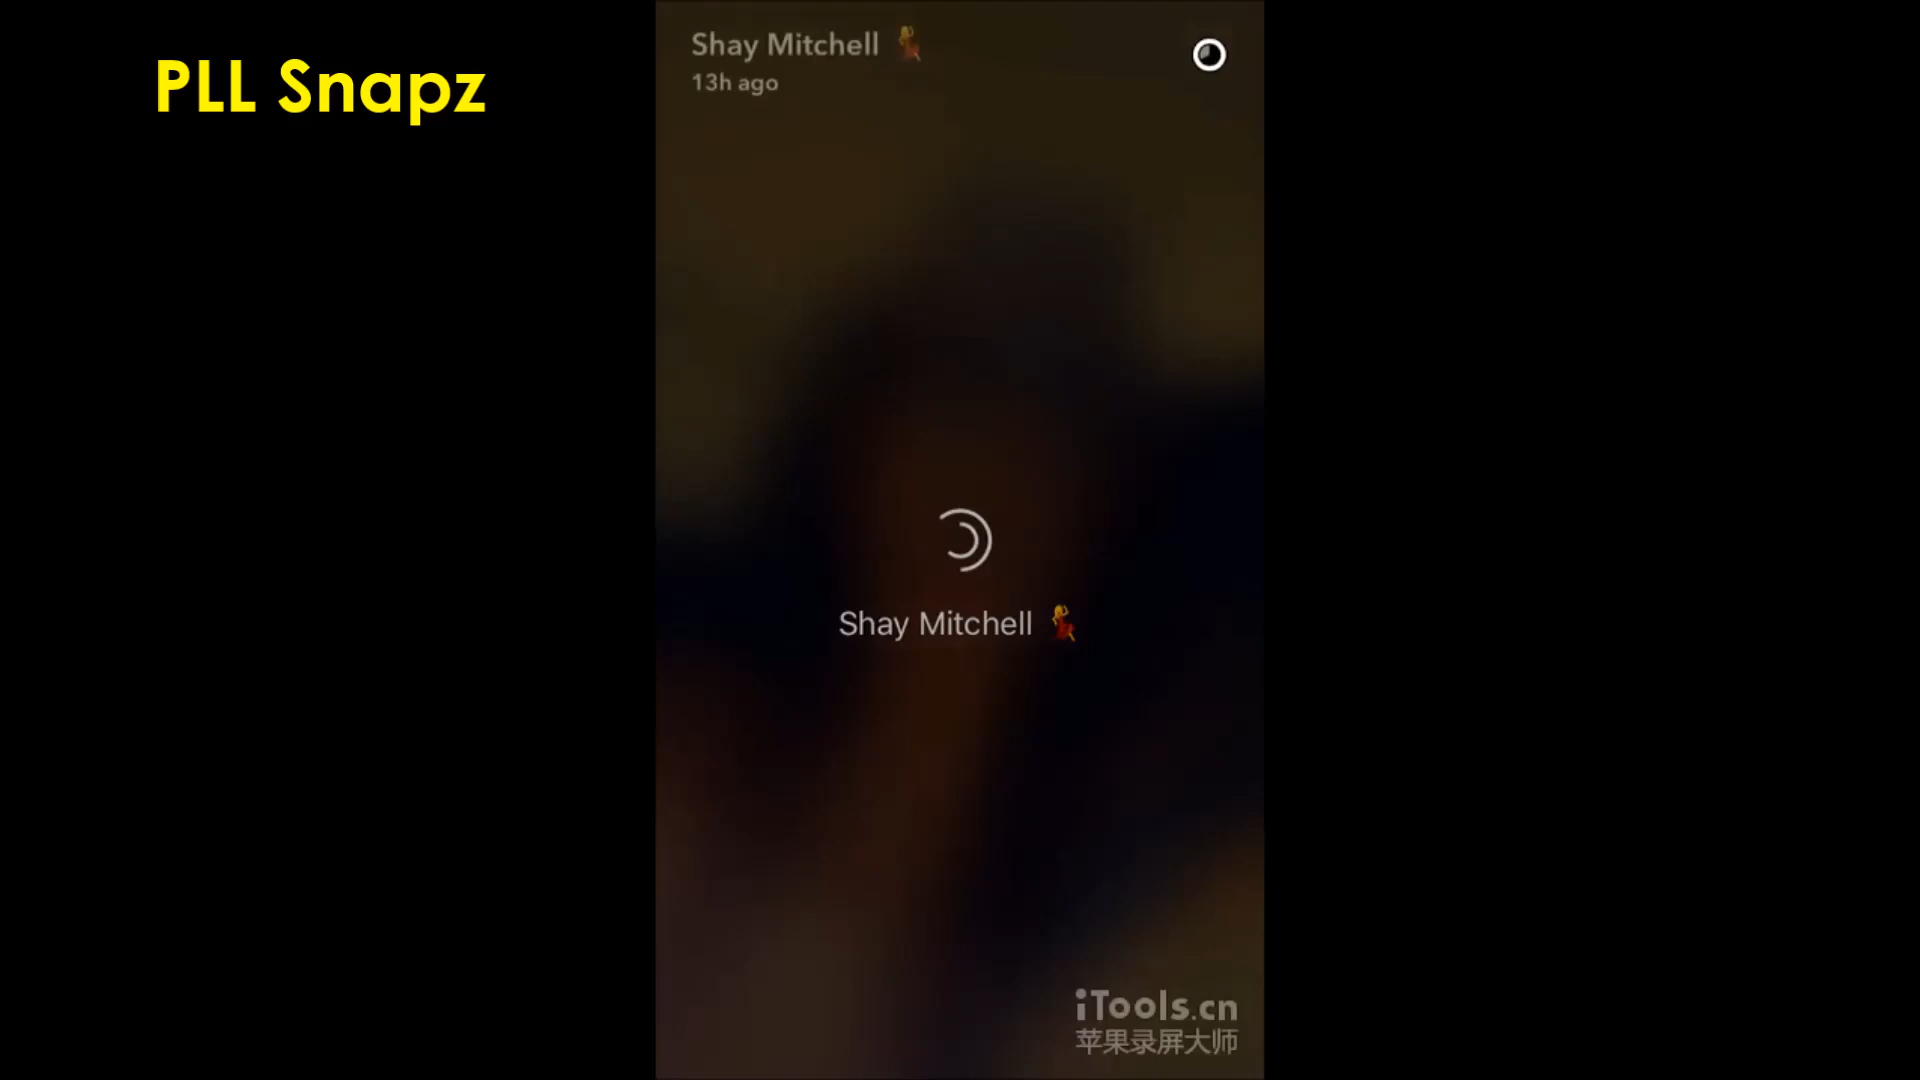 PLL Snapz
Shay Mitchell 💃
13h ago
Shay Mitchell 💃
iTools.cn
苹果录屏大师